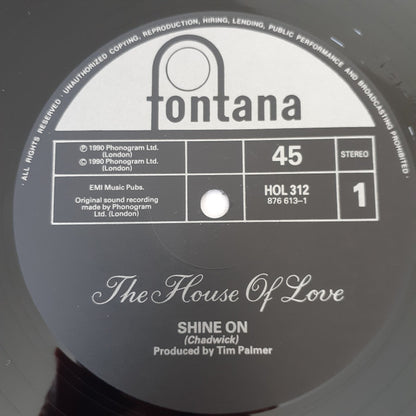 · ALL RIGHTS RESERVED · UNAUTHORIZED COPYING, REPRODUCTION, HIRING, LENDING, PUBLIC PERFORMANCE AND BROADCASTING PROHIBITED ·
fontana
℗ 1990 Phonogram Ltd.
(London)
© 1990 Phonogram Ltd.
(London)
45
STEREO
EMI Music Pubs.
Original sound recording
made by Phonogram
Ltd. (London)
HOL 312
876 613–1
1
The House Of Love
SHINE ON
(Chadwick)
Produced by Tim Palmer